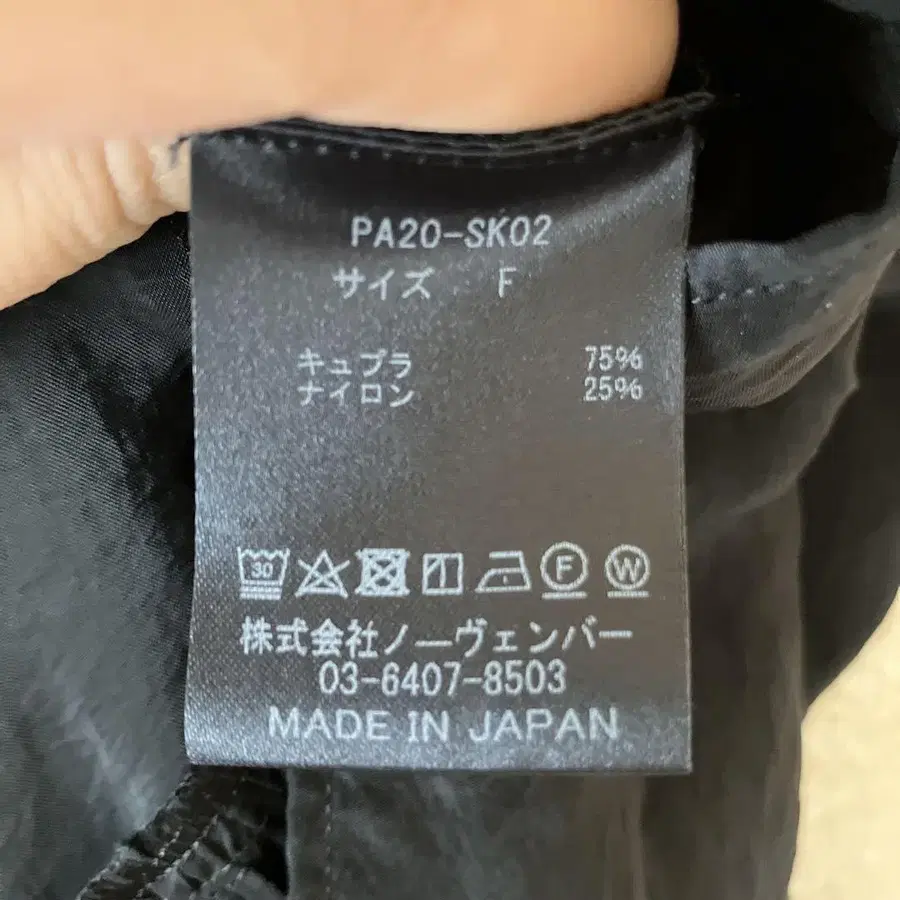 PA20-SK02
サイズ F
キュプラ 75%
ナイロン 25%
30 F W
株式会社ノーヴェンバー
03-6407-8503
MADE IN JAPAN